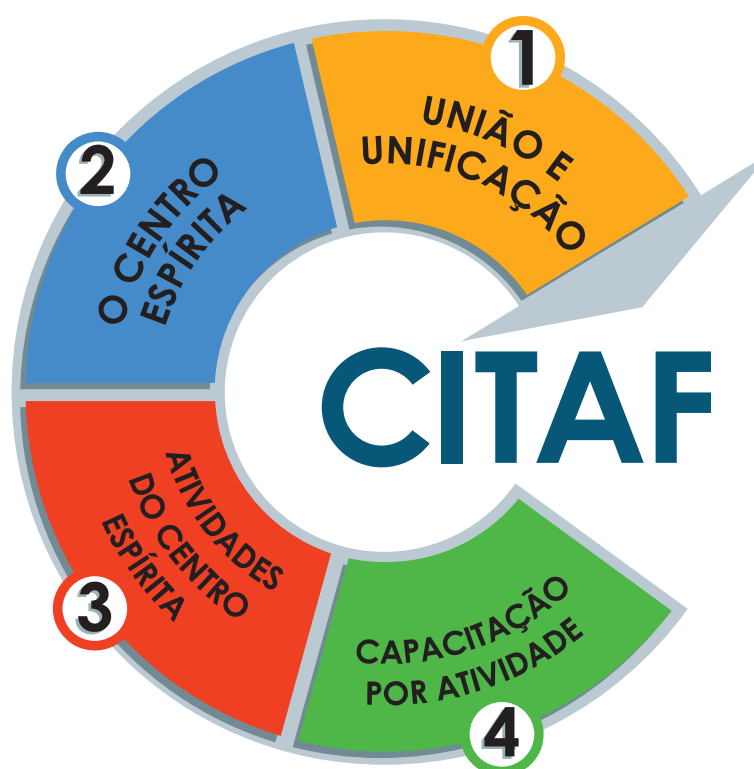 1
UNIÃO E
UNIFICAÇÃO
2
O CENTRO
ESPÍRITA
CITAF
3
ATIVIDADES
DO CENTRO
ESPÍRITA
4
CAPACITAÇÃO
POR ATIVIDADE